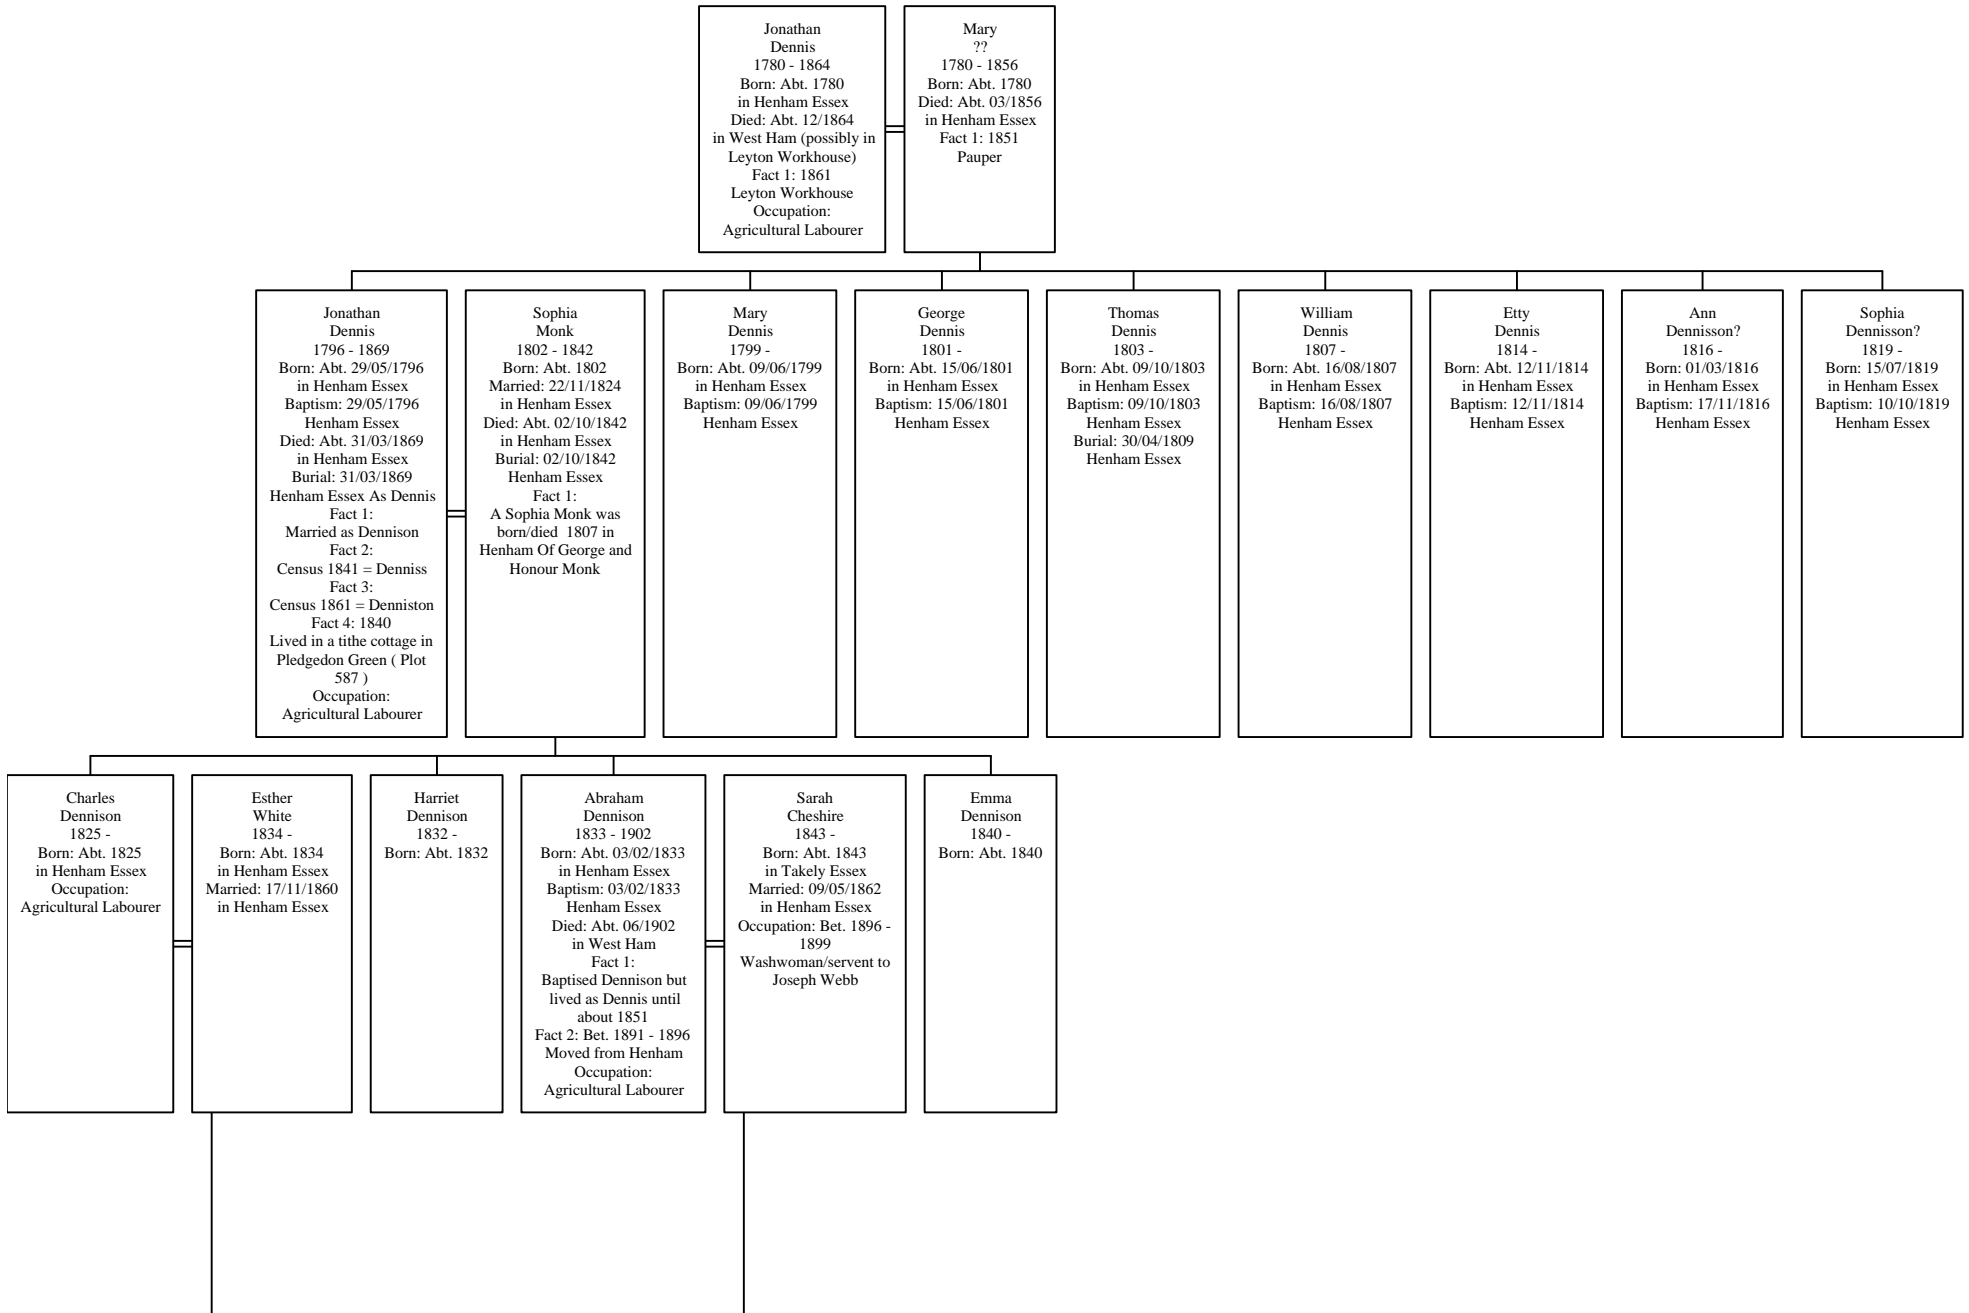 Jonathan
Dennis
1780 - 1864
Born: Abt. 1780
in Henham Essex
Died: Abt. 12/1864
in West Ham (possibly in
Leyton Workhouse)
Fact 1: 1861
Leyton Workhouse
Occupation:
Agricultural Labourer
Mary
??
1780 - 1856
Born: Abt. 1780
Died: Abt. 03/1856
in Henham Essex
Fact 1: 1851
Pauper
Jonathan
Dennis
1796 - 1869
Born: Abt. 29/05/1796
in Henham Essex
Baptism: 29/05/1796
Henham Essex
Died: Abt. 31/03/1869
in Henham Essex
Burial: 31/03/1869
Henham Essex As Dennis
Fact 1:
Married as Dennison
Fact 2:
Census 1841 = Denniss
Fact 3:
Census 1861 = Denniston
Fact 4: 1840
Lived in a tithe cottage in
Pledgedon Green ( Plot
587 )
Occupation:
Agricultural Labourer
Sophia
Monk
1802 - 1842
Born: Abt. 1802
Married: 22/11/1824
in Henham Essex
Died: Abt. 02/10/1842
in Henham Essex
Burial: 02/10/1842
Henham Essex
Fact 1:
A Sophia Monk was
born/died  1807 in
Henham Of George and
Honour Monk
Mary
Dennis
1799 -
Born: Abt. 09/06/1799
in Henham Essex
Baptism: 09/06/1799
Henham Essex
George
Dennis
1801 -
Born: Abt. 15/06/1801
in Henham Essex
Baptism: 15/06/1801
Henham Essex
Thomas
Dennis
1803 -
Born: Abt. 09/10/1803
in Henham Essex
Baptism: 09/10/1803
Henham Essex
Burial: 30/04/1809
Henham Essex
William
Dennis
1807 -
Born: Abt. 16/08/1807
in Henham Essex
Baptism: 16/08/1807
Henham Essex
Etty
Dennis
1814 -
Born: Abt. 12/11/1814
in Henham Essex
Baptism: 12/11/1814
Henham Essex
Ann
Dennisson?
1816 -
Born: 01/03/1816
in Henham Essex
Baptism: 17/11/1816
Henham Essex
Sophia
Dennisson?
1819 -
Born: 15/07/1819
in Henham Essex
Baptism: 10/10/1819
Henham Essex
Charles
Dennison
1825 -
Born: Abt. 1825
in Henham Essex
Occupation:
Agricultural Labourer
Esther
White
1834 -
Born: Abt. 1834
in Henham Essex
Married: 17/11/1860
in Henham Essex
Harriet
Dennison
1832 -
Born: Abt. 1832
Abraham
Dennison
1833 - 1902
Born: Abt. 03/02/1833
in Henham Essex
Baptism: 03/02/1833
Henham Essex
Died: Abt. 06/1902
in West Ham
Fact 1:
Baptised Dennison but
lived as Dennis until
about 1851
Fact 2: Bet. 1891 - 1896
Moved from Henham
Occupation:
Agricultural Labourer
Sarah
Cheshire
1843 -
Born: Abt. 1843
in Takely Essex
Married: 09/05/1862
in Henham Essex
Occupation: Bet. 1896 -
1899
Washwoman/servent to
Joseph Webb
Emma
Dennison
1840 -
Born: Abt. 1840